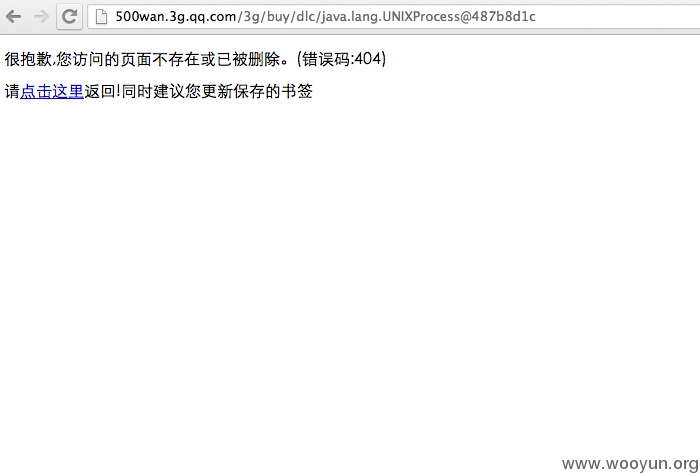 500wan.3g.qq.com/3g/buy/dlc/java.lang.UNIXProcess@487b8d1c
很抱歉,您访问的页面不存在或已被删除。(错误码:404)
请点击这里返回!同时建议您更新保存的书签
www.wooyun.org